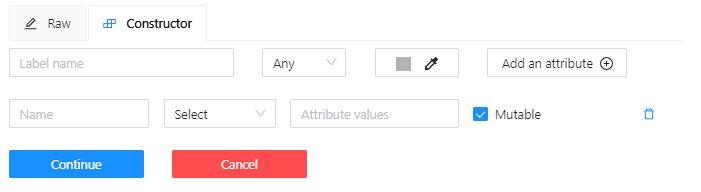 Raw Constructor
Label name Any Add an attribute
Name Select Attribute values Mutable
Continue Cancel